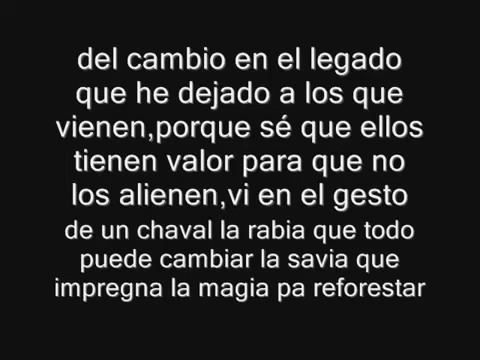 del cambio en el legado
que he dejado a los que
vienen,porque sé que ellos
tienen valor para que no
los alienen,vi en el gesto
de un chaval la rabia que todo
puede cambiar la savia que
impregna la magia pa reforestar